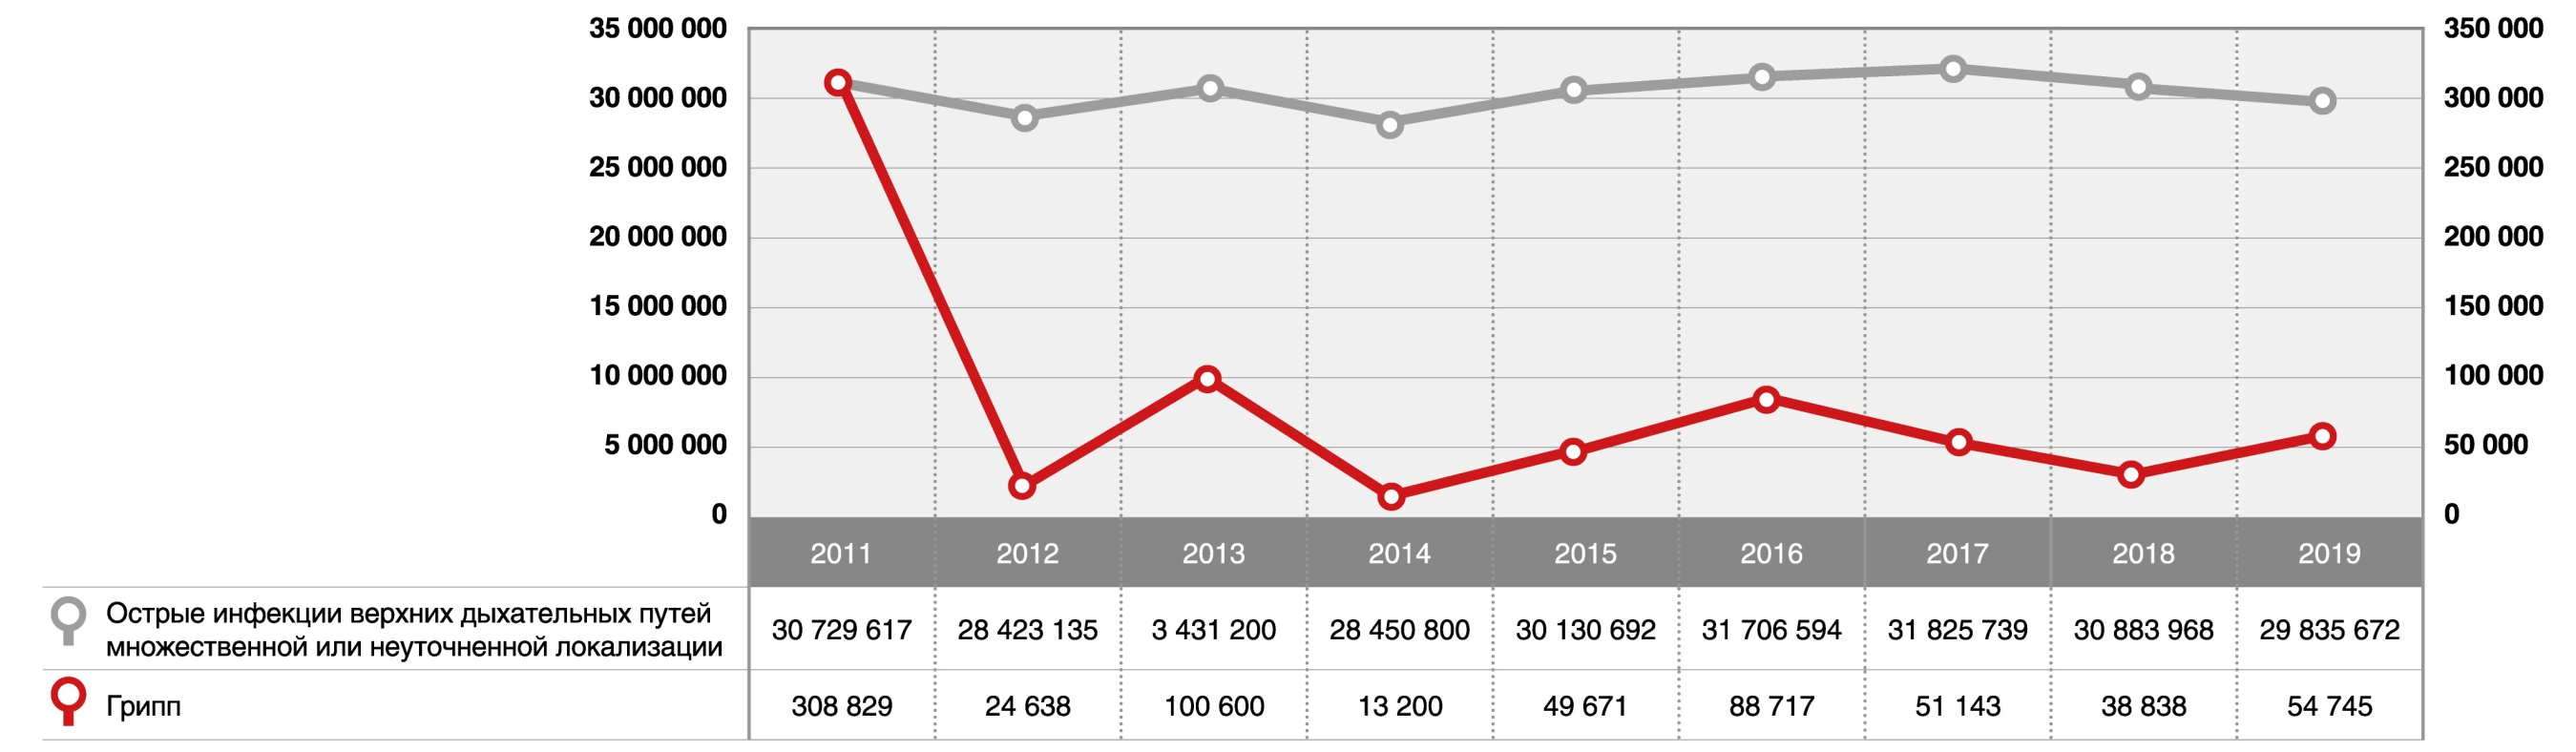 35 000 000
30 000 000
25 000 000
20 000 000
15 000 000
10 000 000
5 000 000
0
350 000
300 000
250 000
200 000
150 000
100 000
50 000
0
2011 2012 2013 2014 2015 2016 2017 2018 2019
Острые инфекции верхних дыхательных путей
множественной или неуточненной локализации
30 729 617 28 423 135 3 431 200 28 450 800 30 130 692 31 706 594 31 825 739 30 883 968 29 835 672
Грипп 308 829 24 638 100 600 13 200 49 671 88 717 51 143 38 838 54 745